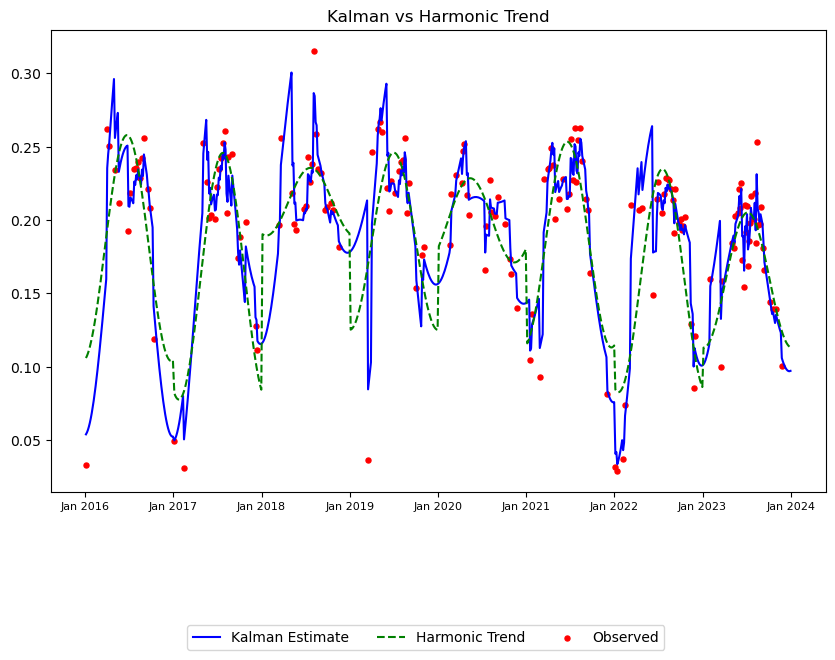 Kalman vs Harmonic Trend
0.30
0.25
0.20
0.15
0.10
0.05
Jan 2016 Jan 2017 Jan 2018 Jan 2019 Jan 2020 Jan 2021 Jan 2022 Jan 2023 Jan 2024
Kalman Estimate Harmonic Trend Observed